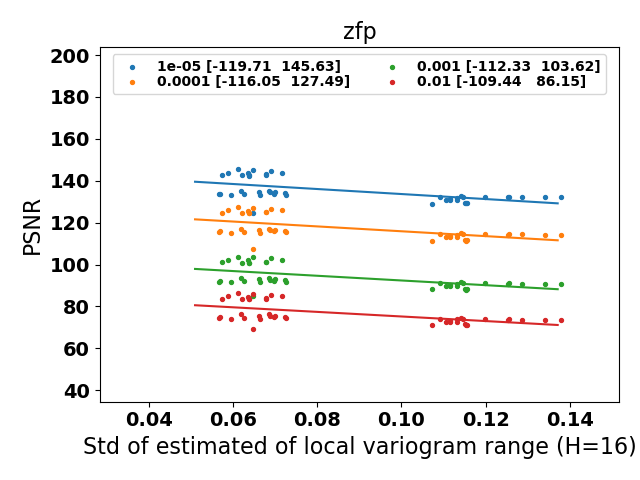 zfp
1e-05 [-119.71  145.63]
0.0001 [-116.05  127.49]
0.001 [-112.33  103.62]
0.01 [-109.44   86.15]
PSNR
200
180
160
140
120
100
80
60
40
0.04 0.06 0.08 0.10 0.12 0.14
Std of estimated of local variogram range (H=16)